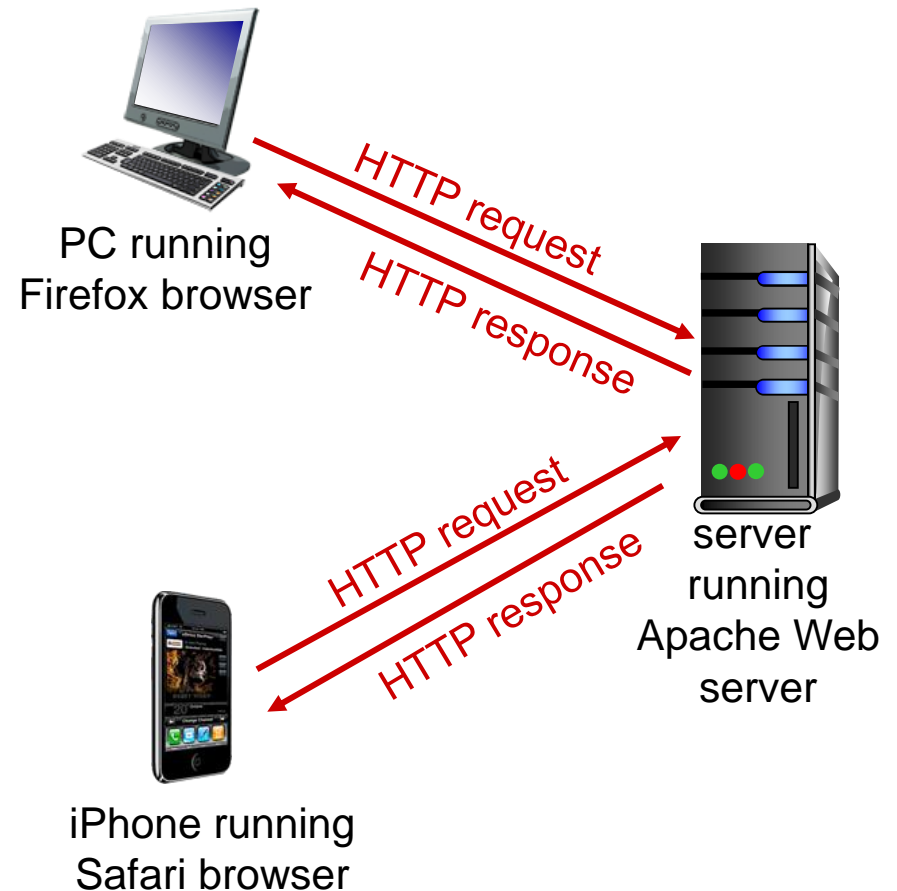 HTTP request
HTTP response
PC running
Firefox browser
HTTP request
HTTP response
server
running
Apache Web
server
iPhone running
Safari browser